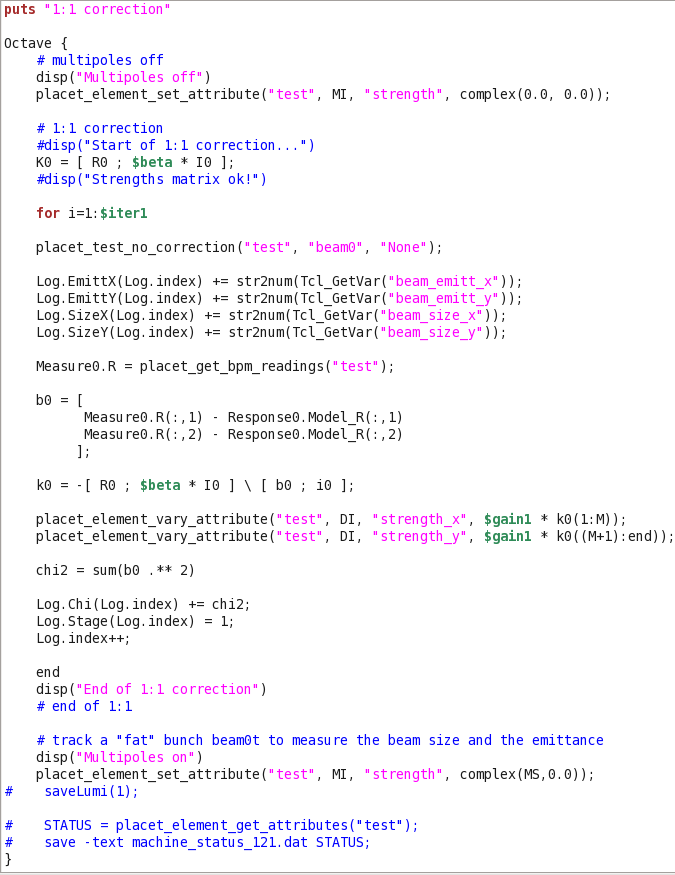 puts "1:1 correction"
Octave {
# multipoles off
disp("Multipoles off")
placet_element_set_attribute("test", MI, "strength", complex(0.0, 0.0));
# 1:1 correction
#disp("Start of 1:1 correction...")
K0 = [ R0 ; $beta * I0 ];
#disp("Strengths matrix ok!")
for i=1:$iter1
placet_test_no_correction("test", "beam0", "None");
Log.EmittX(Log.index) += str2num(Tcl_GetVar("beam_emitt_x"));
Log.EmittY(Log.index) += str2num(Tcl_GetVar("beam_emitt_y"));
Log.SizeX(Log.index) += str2num(Tcl_GetVar("beam_size_x"));
Log.SizeY(Log.index) += str2num(Tcl_GetVar("beam_size_y"));
Measure0.R = placet_get_bpm_readings("test");
b0 = [
Measure0.R(:,1) - Response0.Model_R(:,1)
Measure0.R(:,2) - Response0.Model_R(:,2)
];
k0 = -[ R0 ; $beta * I0 ] \ [ b0 ; i0 ];
placet_element_vary_attribute("test", DI, "strength_x", $gain1 * k0(1:M));
placet_element_vary_attribute("test", DI, "strength_y", $gain1 * k0((M+1):end));
chi2 = sum(b0 .** 2)
Log.Chi(Log.index) += chi2;
Log.Stage(Log.index) = 1;
Log.index++;
end
disp("End of 1:1 correction")
# end of 1:1
# track a "fat" bunch beam0t to measure the beam size and the emittance
disp("Multipoles on")
placet_element_set_attribute("test", MI, "strength", complex(MS,0.0));
#    saveLumi(1);
#    STATUS = placet_element_get_attributes("test");
#    save -text machine_status_121.dat STATUS;
}